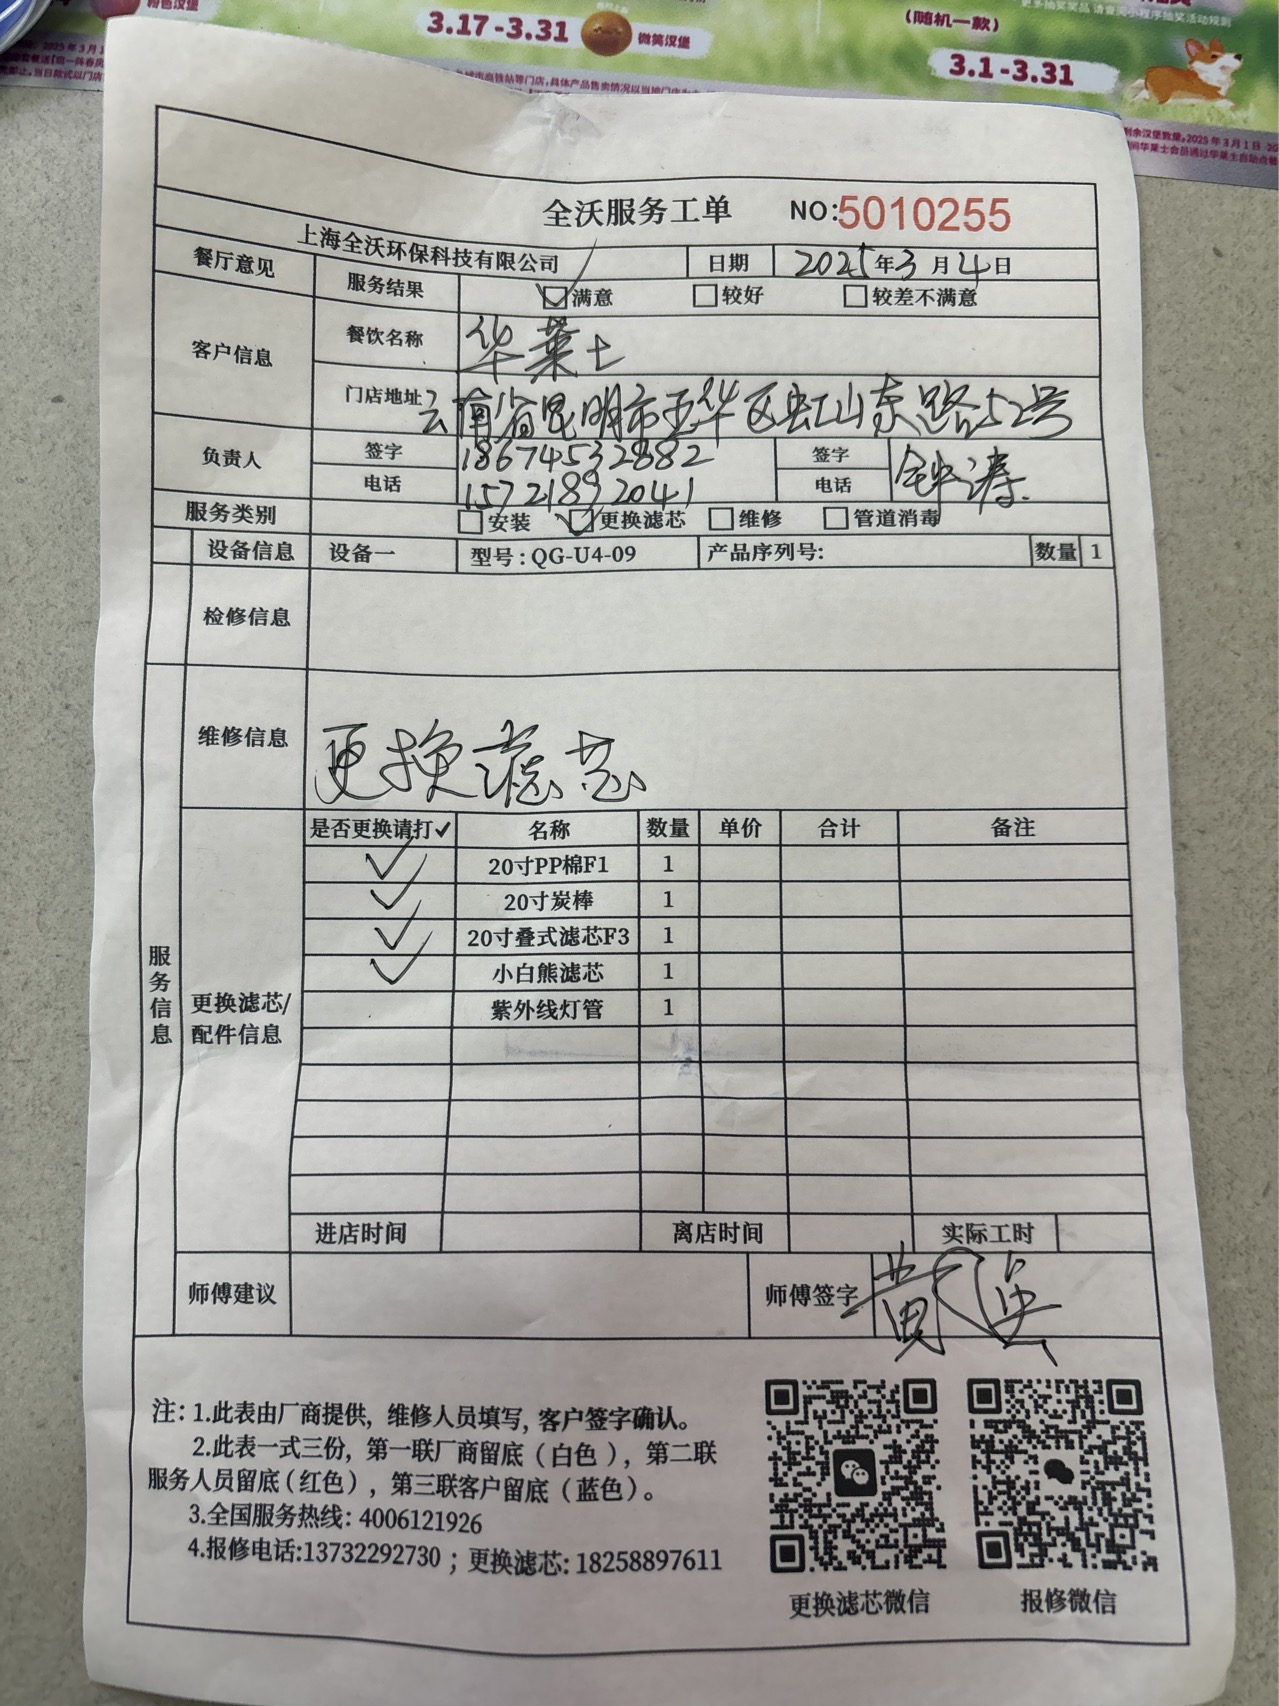 粉色汉堡
3.17-3.31
微笑汉堡
(随机一款)
3.1-3.31
全沃服务工单 NO:5010255
上海全沃环保科技有限公司 日期 2025年3月4日
餐厅意见 服务结果 ☑满意 □较好 □较差不满意
客户信息 餐饮名称 华莱士
门店地址 云南省昆明市五华区虹山东路52号
负责人 签字 18674532882 签字
电话 15721892041 电话
服务类别 □安装 ☑更换滤芯 □维修 □管道消毒
设备信息 设备一 型号:QG-U4-09 产品序列号: 数量 1
检修信息
维修信息 更换滤芯
服务信息
更换滤芯/配件信息
是否更换请打✓ 名称 数量 单价 合计 备注
✓ 20寸PP棉F1 1
✓ 20寸炭棒 1
✓ 20寸叠式滤芯F3 1
✓ 小白熊滤芯 1
紫外线灯管 1
进店时间 离店时间 实际工时
师傅建议 师傅签字
注: 1.此表由厂商提供, 维修人员填写, 客户签字确认。
2.此表一式三份, 第一联厂商留底(白色), 第二联
服务人员留底(红色), 第三联客户留底(蓝色)。
3.全国服务热线: 4006121926
4.报修电话:13732292730 ; 更换滤芯: 18258897611
更换滤芯微信 报修微信